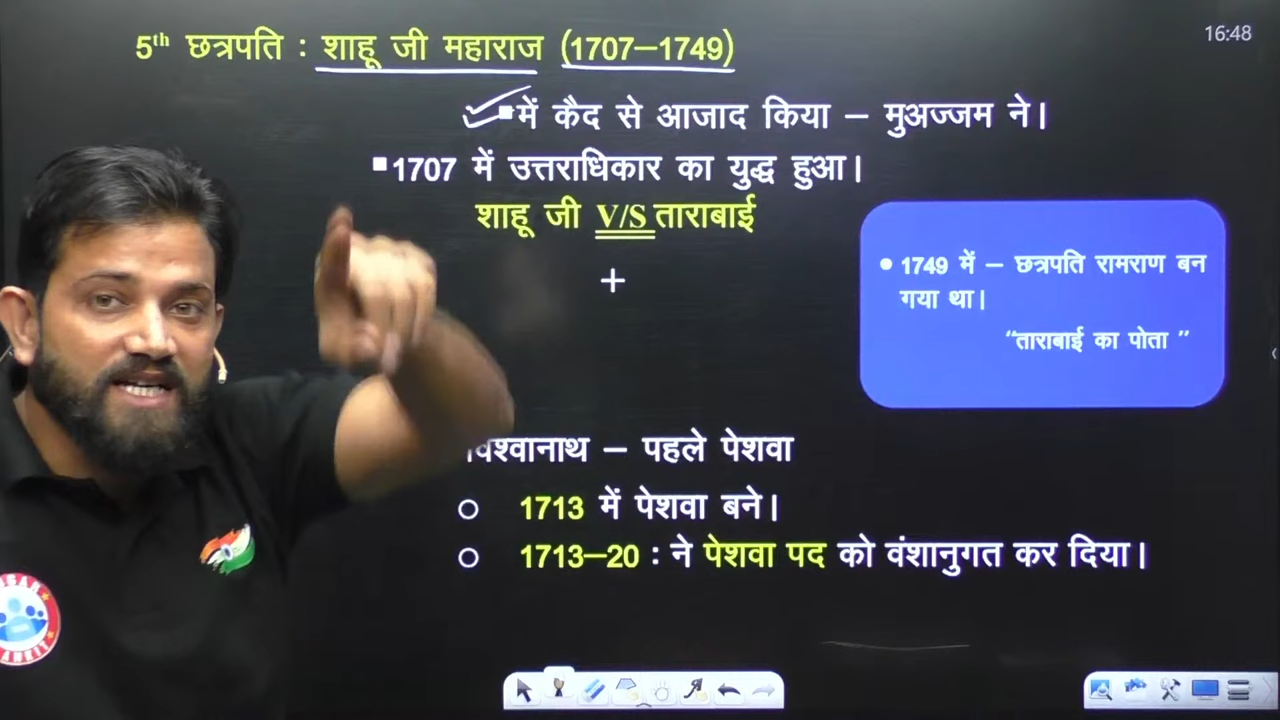 5th छत्रपति : शाहू जी महाराज (1707–1749)
16:48
में कैद से आजाद किया – मुअज्जम ने।
1707 में उत्तराधिकार का युद्ध हुआ।
शाहू जी V/S ताराबाई
+
• 1749 में – छत्रपति रामराण बन
गया था।
“ताराबाई का पोता ”
विश्वानाथ – पहले पेशवा
1713 में पेशवा बने।
1713–20 : ने पेशवा पद को वंशानुगत कर दिया।